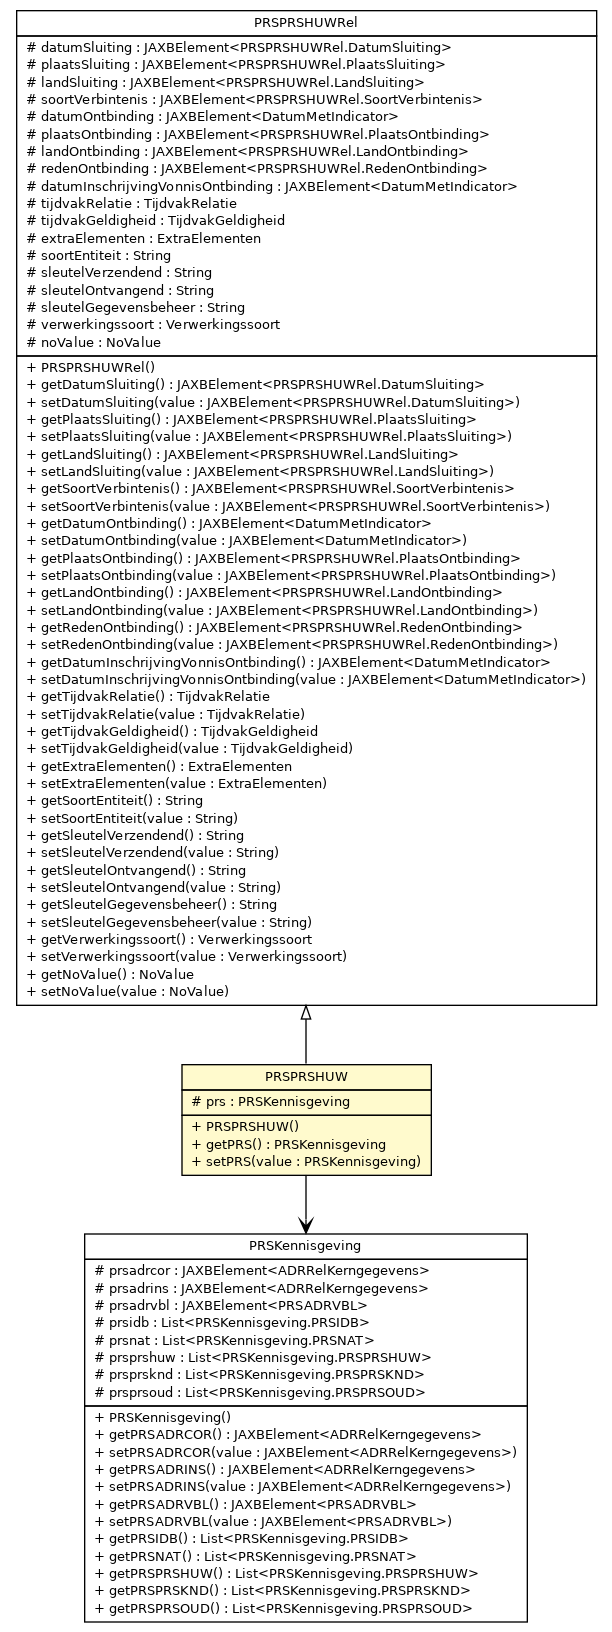 PRSPRSHUWRel
# datumSluiting : JAXBElement<PRSPRSHUWRel.DatumSluiting>
# plaatsSluiting : JAXBElement<PRSPRSHUWRel.PlaatsSluiting>
# landSluiting : JAXBElement<PRSPRSHUWRel.LandSluiting>
# soortVerbintenis : JAXBElement<PRSPRSHUWRel.SoortVerbintenis>
# datumOntbinding : JAXBElement<DatumMetIndicator>
# plaatsOntbinding : JAXBElement<PRSPRSHUWRel.PlaatsOntbinding>
# landOntbinding : JAXBElement<PRSPRSHUWRel.LandOntbinding>
# redenOntbinding : JAXBElement<PRSPRSHUWRel.RedenOntbinding>
# datumInschrijvingVonnisOntbinding : JAXBElement<DatumMetIndicator>
# tijdvakRelatie : TijdvakRelatie
# tijdvakGeldigheid : TijdvakGeldigheid
# extraElementen : ExtraElementen
# soortEntiteit : String
# sleutelVerzendend : String
# sleutelOntvangend : String
# sleutelGegevensbeheer : String
# verwerkingssoort : Verwerkingssoort
# noValue : NoValue
+ PRSPRSHUWRel()
+ getDatumSluiting() : JAXBElement<PRSPRSHUWRel.DatumSluiting>
+ setDatumSluiting(value : JAXBElement<PRSPRSHUWRel.DatumSluiting>)
+ getPlaatsSluiting() : JAXBElement<PRSPRSHUWRel.PlaatsSluiting>
+ setPlaatsSluiting(value : JAXBElement<PRSPRSHUWRel.PlaatsSluiting>)
+ getLandSluiting() : JAXBElement<PRSPRSHUWRel.LandSluiting>
+ setLandSluiting(value : JAXBElement<PRSPRSHUWRel.LandSluiting>)
+ getSoortVerbintenis() : JAXBElement<PRSPRSHUWRel.SoortVerbintenis>
+ setSoortVerbintenis(value : JAXBElement<PRSPRSHUWRel.SoortVerbintenis>)
+ getDatumOntbinding() : JAXBElement<DatumMetIndicator>
+ setDatumOntbinding(value : JAXBElement<DatumMetIndicator>)
+ getPlaatsOntbinding() : JAXBElement<PRSPRSHUWRel.PlaatsOntbinding>
+ setPlaatsOntbinding(value : JAXBElement<PRSPRSHUWRel.PlaatsOntbinding>)
+ getLandOntbinding() : JAXBElement<PRSPRSHUWRel.LandOntbinding>
+ setLandOntbinding(value : JAXBElement<PRSPRSHUWRel.LandOntbinding>)
+ getRedenOntbinding() : JAXBElement<PRSPRSHUWRel.RedenOntbinding>
+ setRedenOntbinding(value : JAXBElement<PRSPRSHUWRel.RedenOntbinding>)
+ getDatumInschrijvingVonnisOntbinding() : JAXBElement<DatumMetIndicator>
+ setDatumInschrijvingVonnisOntbinding(value : JAXBElement<DatumMetIndicator>)
+ getTijdvakRelatie() : TijdvakRelatie
+ setTijdvakRelatie(value : TijdvakRelatie)
+ getTijdvakGeldigheid() : TijdvakGeldigheid
+ setTijdvakGeldigheid(value : TijdvakGeldigheid)
+ getExtraElementen() : ExtraElementen
+ setExtraElementen(value : ExtraElementen)
+ getSoortEntiteit() : String
+ setSoortEntiteit(value : String)
+ getSleutelVerzendend() : String
+ setSleutelVerzendend(value : String)
+ getSleutelOntvangend() : String
+ setSleutelOntvangend(value : String)
+ getSleutelGegevensbeheer() : String
+ setSleutelGegevensbeheer(value : String)
+ getVerwerkingssoort() : Verwerkingssoort
+ setVerwerkingssoort(value : Verwerkingssoort)
+ getNoValue() : NoValue
+ setNoValue(value : NoValue)
PRSPRSHUW
# prs : PRSKennisgeving
+ PRSPRSHUW()
+ getPRS() : PRSKennisgeving
+ setPRS(value : PRSKennisgeving)
PRSKennisgeving
# prsadrcor : JAXBElement<ADRRelKerngegevens>
# prsadrins : JAXBElement<ADRRelKerngegevens>
# prsadrvbl : JAXBElement<PRSADRVBL>
# prsidb : List<PRSKennisgeving.PRSIDB>
# prsnat : List<PRSKennisgeving.PRSNAT>
# prsprshuw : List<PRSKennisgeving.PRSPRSHUW>
# prsprsknd : List<PRSKennisgeving.PRSPRSKND>
# prsprsoud : List<PRSKennisgeving.PRSPRSOUD>
+ PRSKennisgeving()
+ getPRSADRCOR() : JAXBElement<ADRRelKerngegevens>
+ setPRSADRCOR(value : JAXBElement<ADRRelKerngegevens>)
+ getPRSADRINS() : JAXBElement<ADRRelKerngegevens>
+ setPRSADRINS(value : JAXBElement<ADRRelKerngegevens>)
+ getPRSADRVBL() : JAXBElement<PRSADRVBL>
+ setPRSADRVBL(value : JAXBElement<PRSADRVBL>)
+ getPRSIDB() : List<PRSKennisgeving.PRSIDB>
+ getPRSNAT() : List<PRSKennisgeving.PRSNAT>
+ getPRSPRSHUW() : List<PRSKennisgeving.PRSPRSHUW>
+ getPRSPRSKND() : List<PRSKennisgeving.PRSPRSKND>
+ getPRSPRSOUD() : List<PRSKennisgeving.PRSPRSOUD>